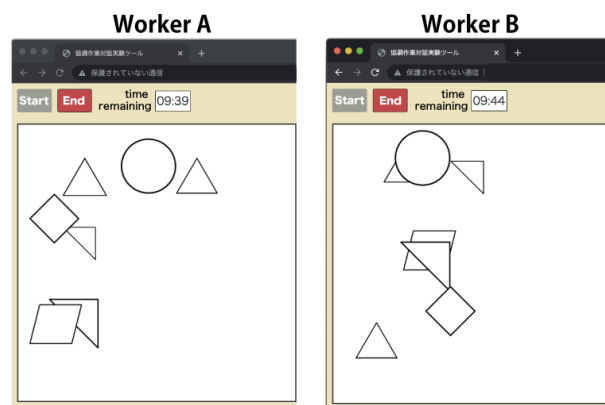 Worker A
協調作業対話実験ツール
保護されていない通信
Start End time remaining 09:39
Worker B
協調作業対話実験ツール
保護されていない通信
Start End time remaining 09:44